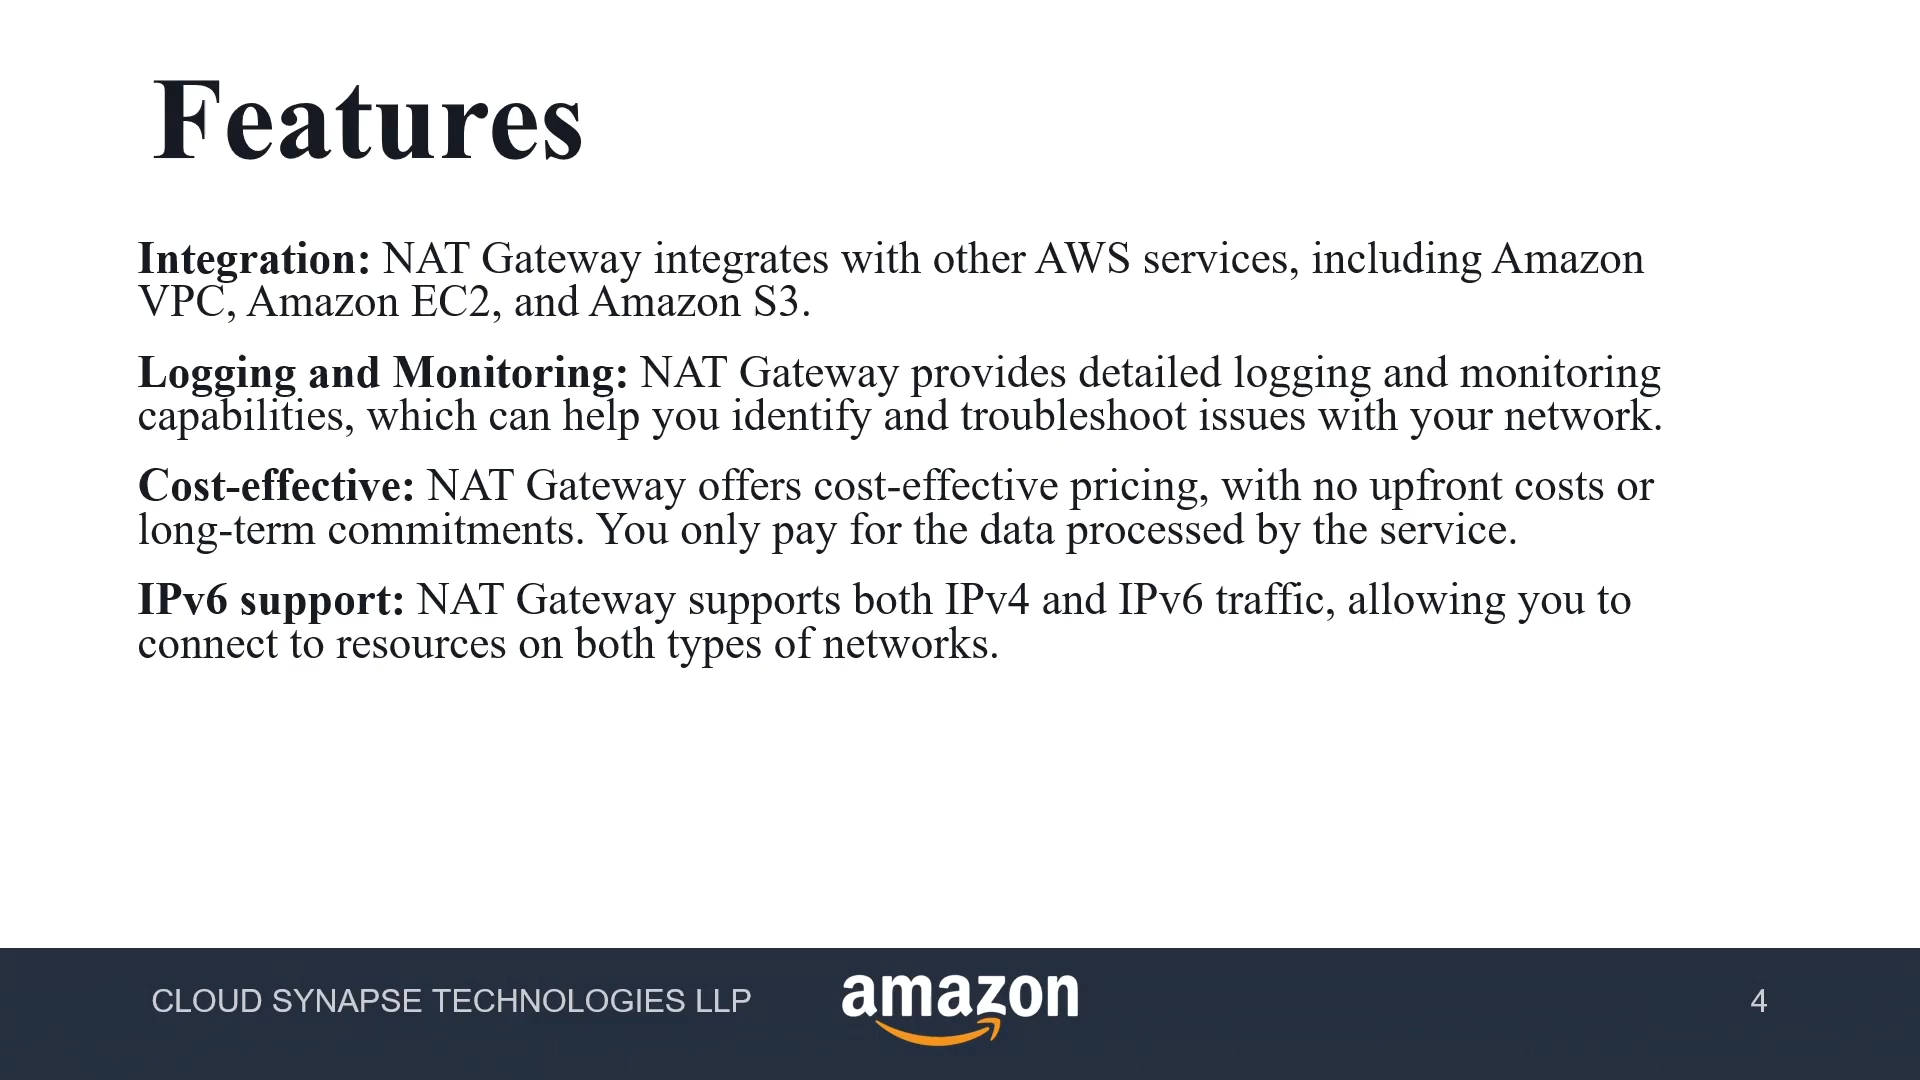 Features
Integration: NAT Gateway integrates with other AWS services, including Amazon
VPC, Amazon EC2, and Amazon S3.
Logging and Monitoring: NAT Gateway provides detailed logging and monitoring
capabilities, which can help you identify and troubleshoot issues with your network.
Cost-effective: NAT Gateway offers cost-effective pricing, with no upfront costs or
long-term commitments. You only pay for the data processed by the service.
IPv6 support: NAT Gateway supports both IPv4 and IPv6 traffic, allowing you to
connect to resources on both types of networks.
CLOUD SYNAPSE TECHNOLOGIES LLP
amazon
4